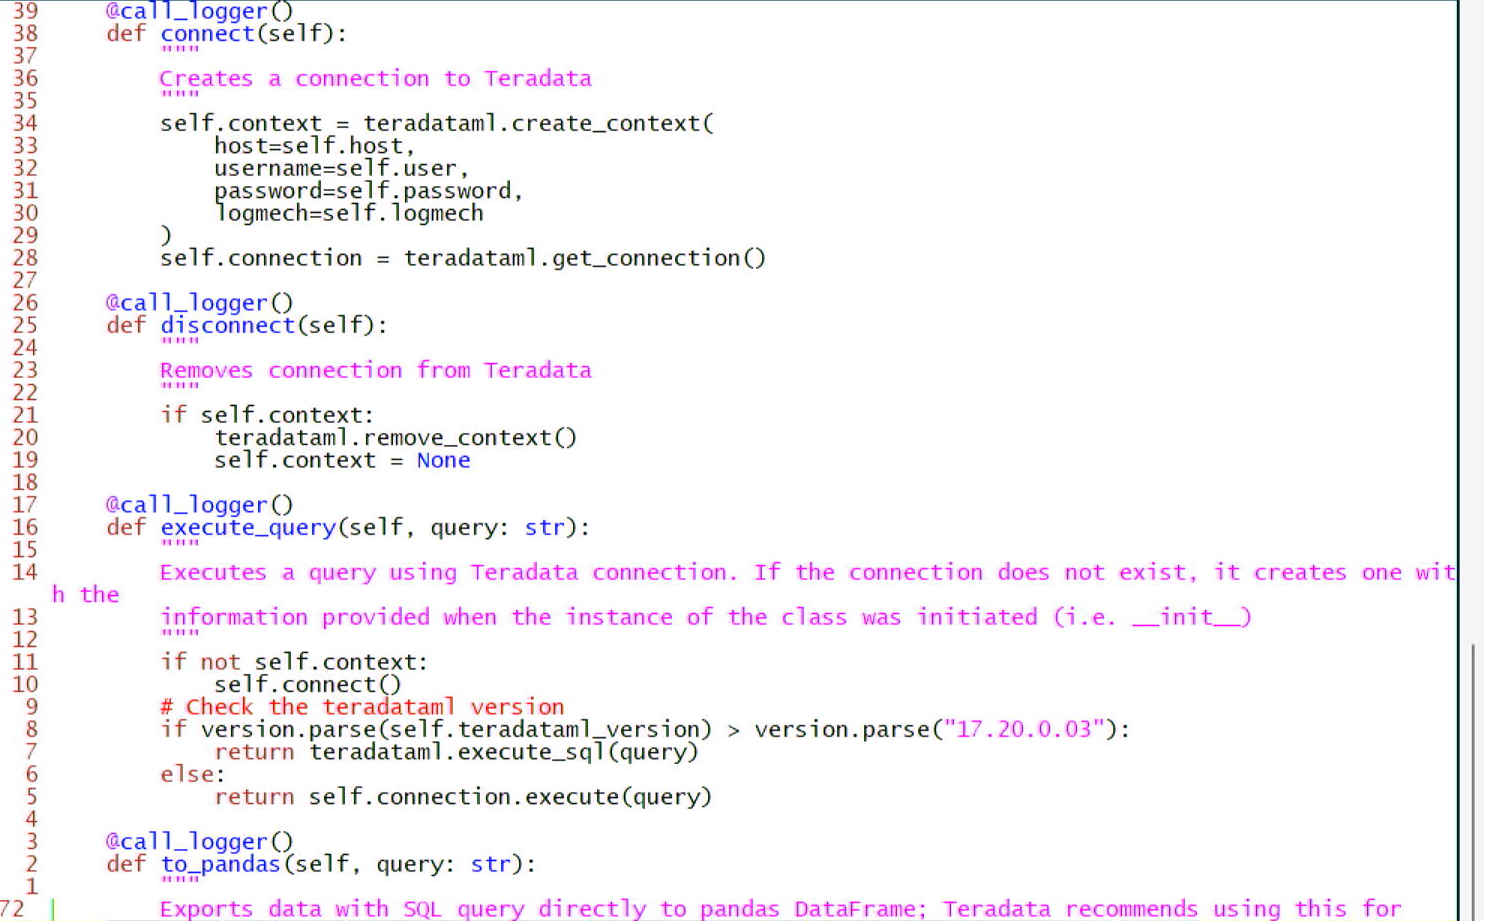 39     @call_logger()
38     def connect(self):
37         """
36         Creates a connection to Teradata
35         """
34         self.context = teradataml.create_context(
33             host=self.host,
32             username=self.user,
31             password=self.password,
30             logmech=self.logmech
29         )
28         self.connection = teradataml.get_connection()
27
26     @call_logger()
25     def disconnect(self):
24         """
23         Removes connection from Teradata
22         """
21         if self.context:
20             teradataml.remove_context()
19             self.context = None
18
17     @call_logger()
16     def execute_query(self, query: str):
15         """
14         Executes a query using Teradata connection. If the connection does not exist, it creates one wit
h the
13         information provided when the instance of the class was initiated (i.e. __init__)
12         """
11         if not self.context:
10             self.connect()
9         # Check the teradataml version
8         if version.parse(self.teradataml_version) > version.parse("17.20.0.03"):
7             return teradataml.execute_sql(query)
6         else:
5             return self.connection.execute(query)
4
3     @call_logger()
2     def to_pandas(self, query: str):
1         """
72         Exports data with SQL query directly to pandas DataFrame; Teradata recommends using this for